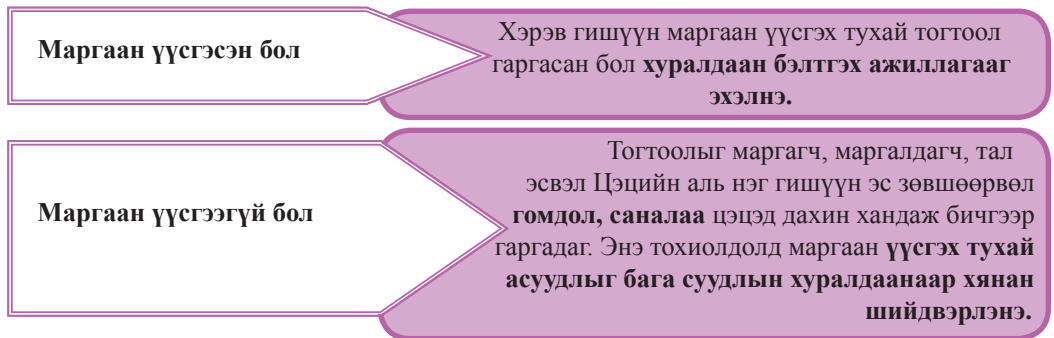 Маргаан үүсгэсэн бол
Хэрэв гишүүн маргаан үүсгэх тухай тогтоол
гаргасан бол хуралдаан бэлтгэх ажиллагааг
эхэлнэ.
Маргаан үүсгээгүй бол
Тогтоолыг маргагч, маргалдагч, тал
эсвэл Цэцийн аль нэг гишүүн эс зөвшөөрвөл
гомдол, саналаа цэцэд дахин хандаж бичгээр
гаргадаг. Энэ тохиолдолд маргаан үүсгэх тухай
асуудлыг бага суудлын хуралдаанаар хянан
шийдвэрлэнэ.